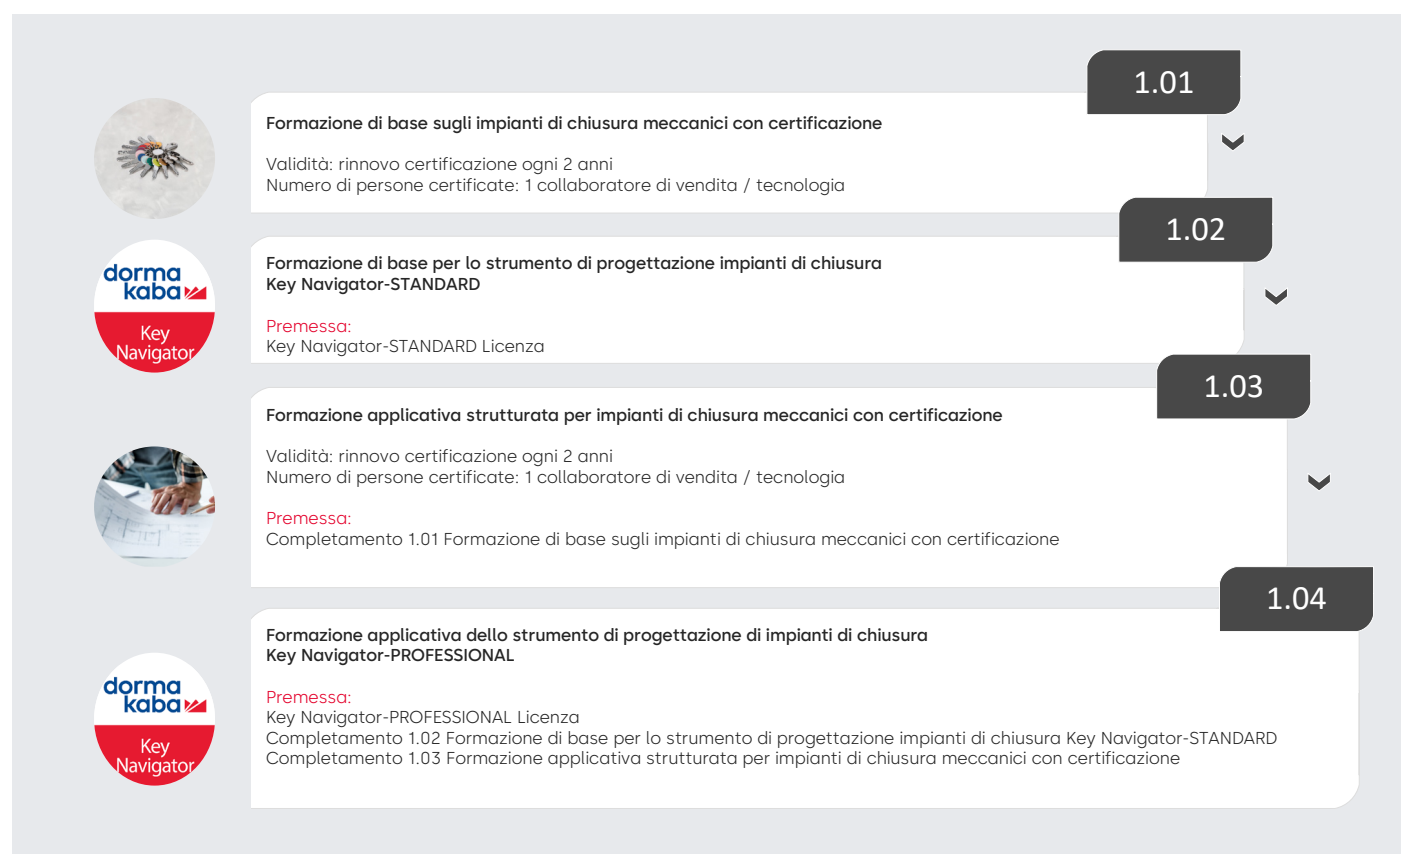 1.01
Formazione di base sugli impianti di chiusura meccanici con certificazione
Validità: rinnovo certificazione ogni 2 anni
Numero di persone certificate: 1 collaboratore di vendita / tecnologia
1.02
dorma
kaba
Key
Navigator
Formazione di base per lo strumento di progettazione impianti di chiusura
Key Navigator-STANDARD
Premessa:
Key Navigator-STANDARD Licenza
1.03
Formazione applicativa strutturata per impianti di chiusura meccanici con certificazione
Validità: rinnovo certificazione ogni 2 anni
Numero di persone certificate: 1 collaboratore di vendita / tecnologia
Premessa:
Completamento 1.01 Formazione di base sugli impianti di chiusura meccanici con certificazione
1.04
dorma
kaba
Key
Navigator
Formazione applicativa dello strumento di progettazione di impianti di chiusura
Key Navigator-PROFESSIONAL
Premessa:
Key Navigator-PROFESSIONAL Licenza
Completamento 1.02 Formazione di base per lo strumento di progettazione impianti di chiusura Key Navigator-STANDARD
Completamento 1.03 Formazione applicativa strutturata per impianti di chiusura meccanici con certificazione